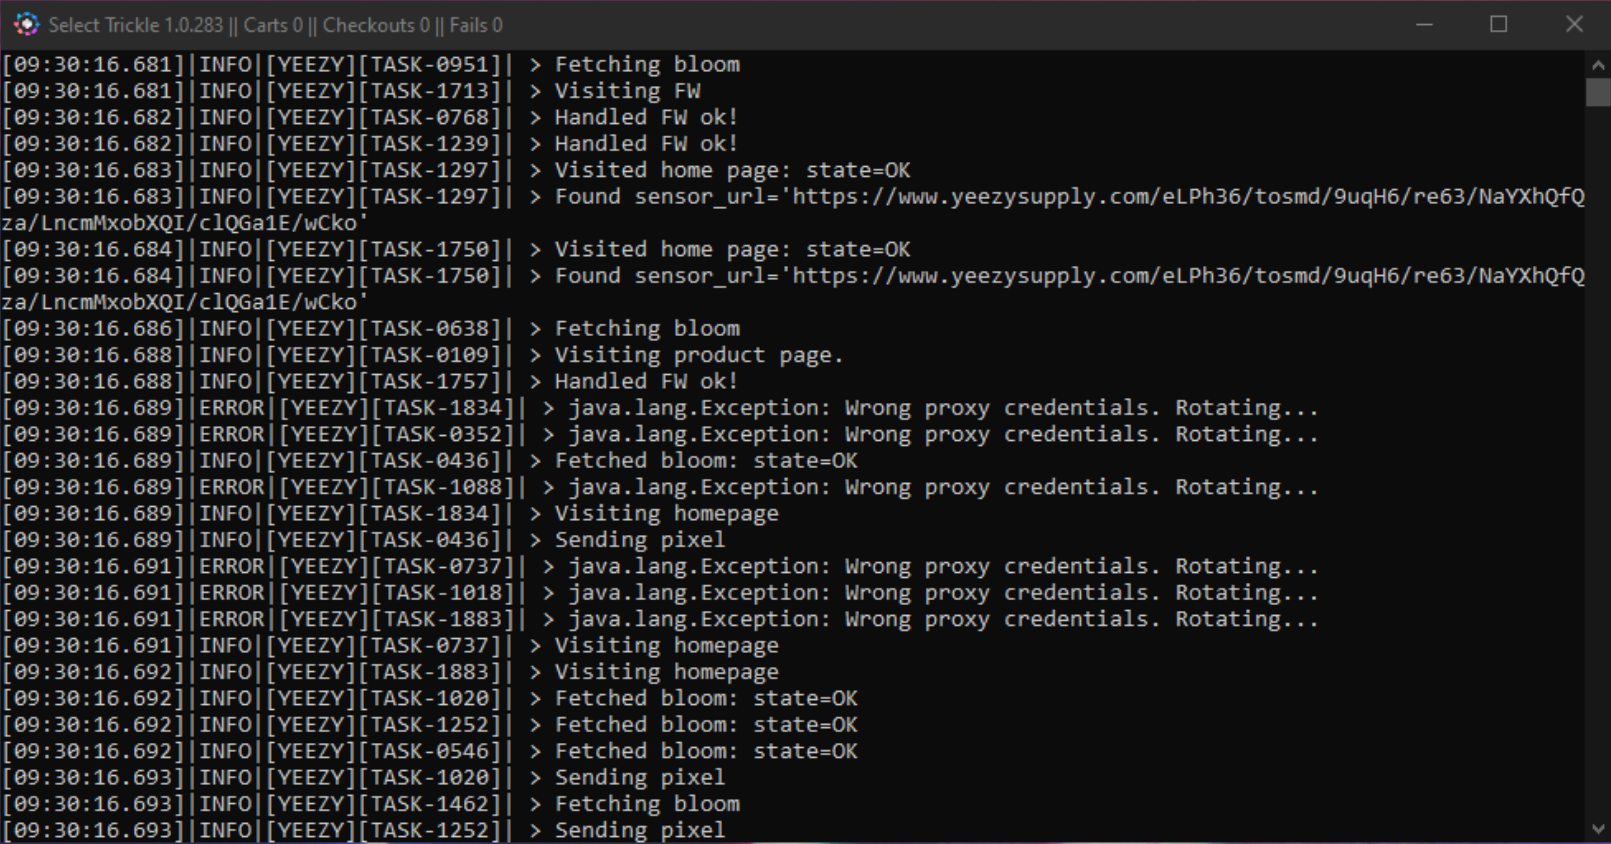 Select Trickle 1.0.283 || Carts 0 || Checkouts 0 || Fails 0
[09:30:16.681]|INFO|[YEEZY][TASK-0951]| > Fetching bloom
[09:30:16.681]|INFO|[YEEZY][TASK-1713]| > Visiting FW
[09:30:16.682]|INFO|[YEEZY][TASK-0768]| > Handled FW ok!
[09:30:16.682]|INFO|[YEEZY][TASK-1239]| > Handled FW ok!
[09:30:16.683]|INFO|[YEEZY][TASK-1297]| > Visited home page: state=OK
[09:30:16.683]|INFO|[YEEZY][TASK-1297]| > Found sensor_url='https://www.yeezysupply.com/eLPh36/tosmd/9uqH6/re63/NaYXhQfQ
za/LncmMxobXQI/clQGa1E/wCko'
[09:30:16.684]|INFO|[YEEZY][TASK-1750]| > Visited home page: state=OK
[09:30:16.684]|INFO|[YEEZY][TASK-1750]| > Found sensor_url='https://www.yeezysupply.com/eLPh36/tosmd/9uqH6/re63/NaYXhQfQ
za/LncmMxobXQI/clQGa1E/wCko'
[09:30:16.686]|INFO|[YEEZY][TASK-0638]| > Fetching bloom
[09:30:16.688]|INFO|[YEEZY][TASK-0109]| > Visiting product page.
[09:30:16.688]|INFO|[YEEZY][TASK-1757]| > Handled FW ok!
[09:30:16.689]|ERROR|[YEEZY][TASK-1834]| > java.lang.Exception: Wrong proxy credentials. Rotating...
[09:30:16.689]|ERROR|[YEEZY][TASK-0352]| > java.lang.Exception: Wrong proxy credentials. Rotating...
[09:30:16.689]|INFO|[YEEZY][TASK-0436]| > Fetched bloom: state=OK
[09:30:16.689]|ERROR|[YEEZY][TASK-1088]| > java.lang.Exception: Wrong proxy credentials. Rotating...
[09:30:16.689]|INFO|[YEEZY][TASK-1834]| > Visiting homepage
[09:30:16.689]|INFO|[YEEZY][TASK-0436]| > Sending pixel
[09:30:16.691]|ERROR|[YEEZY][TASK-0737]| > java.lang.Exception: Wrong proxy credentials. Rotating...
[09:30:16.691]|ERROR|[YEEZY][TASK-1018]| > java.lang.Exception: Wrong proxy credentials. Rotating...
[09:30:16.691]|ERROR|[YEEZY][TASK-1883]| > java.lang.Exception: Wrong proxy credentials. Rotating...
[09:30:16.691]|INFO|[YEEZY][TASK-0737]| > Visiting homepage
[09:30:16.692]|INFO|[YEEZY][TASK-1883]| > Visiting homepage
[09:30:16.692]|INFO|[YEEZY][TASK-1020]| > Fetched bloom: state=OK
[09:30:16.692]|INFO|[YEEZY][TASK-1252]| > Fetched bloom: state=OK
[09:30:16.692]|INFO|[YEEZY][TASK-0546]| > Fetched bloom: state=OK
[09:30:16.693]|INFO|[YEEZY][TASK-1020]| > Sending pixel
[09:30:16.693]|INFO|[YEEZY][TASK-1462]| > Fetching bloom
[09:30:16.693]|INFO|[YEEZY][TASK-1252]| > Sending pixel